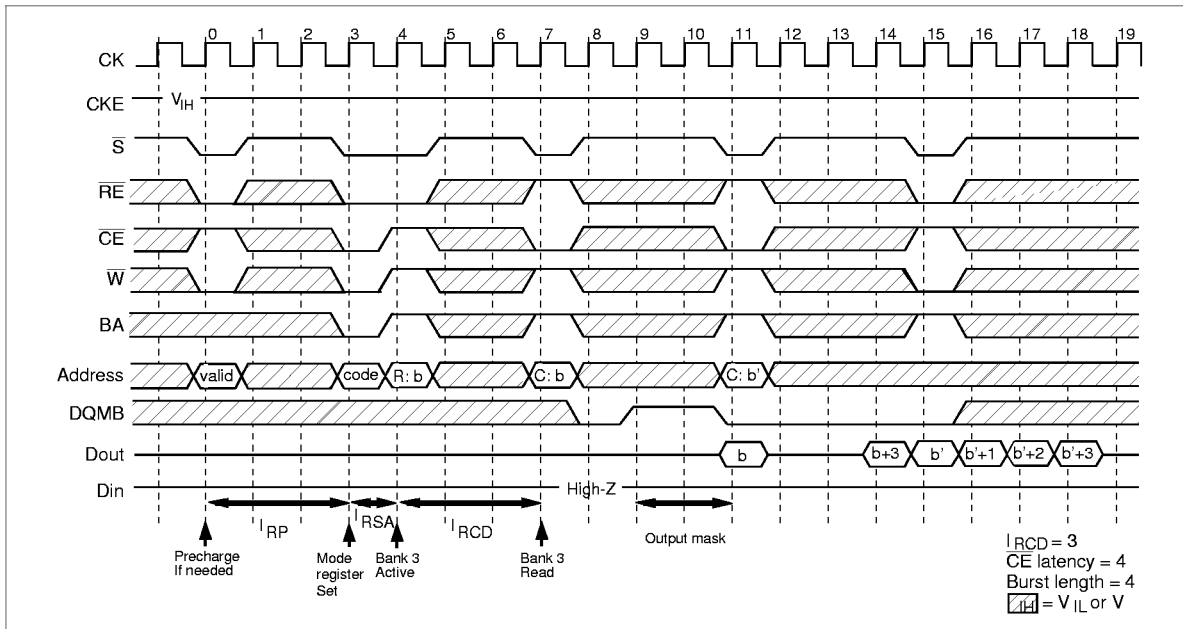 0 1 2 3 4 5 6 7 8 9 10 11 12 13 14 15 16 17 18 19
CK
CKE VIH
S
RE
CE
W
BA
Address valid code R: b C: b C: b'
DQMB
Dout b b+3 b' b'+1 b'+2 b'+3
Din High-Z
lRP lRSA lRCD Output mask
Precharge If needed
Mode register Set
Bank 3 Active
Bank 3 Read
lRCD = 3
CE latency = 4
Burst length = 4
IH = VIL or V